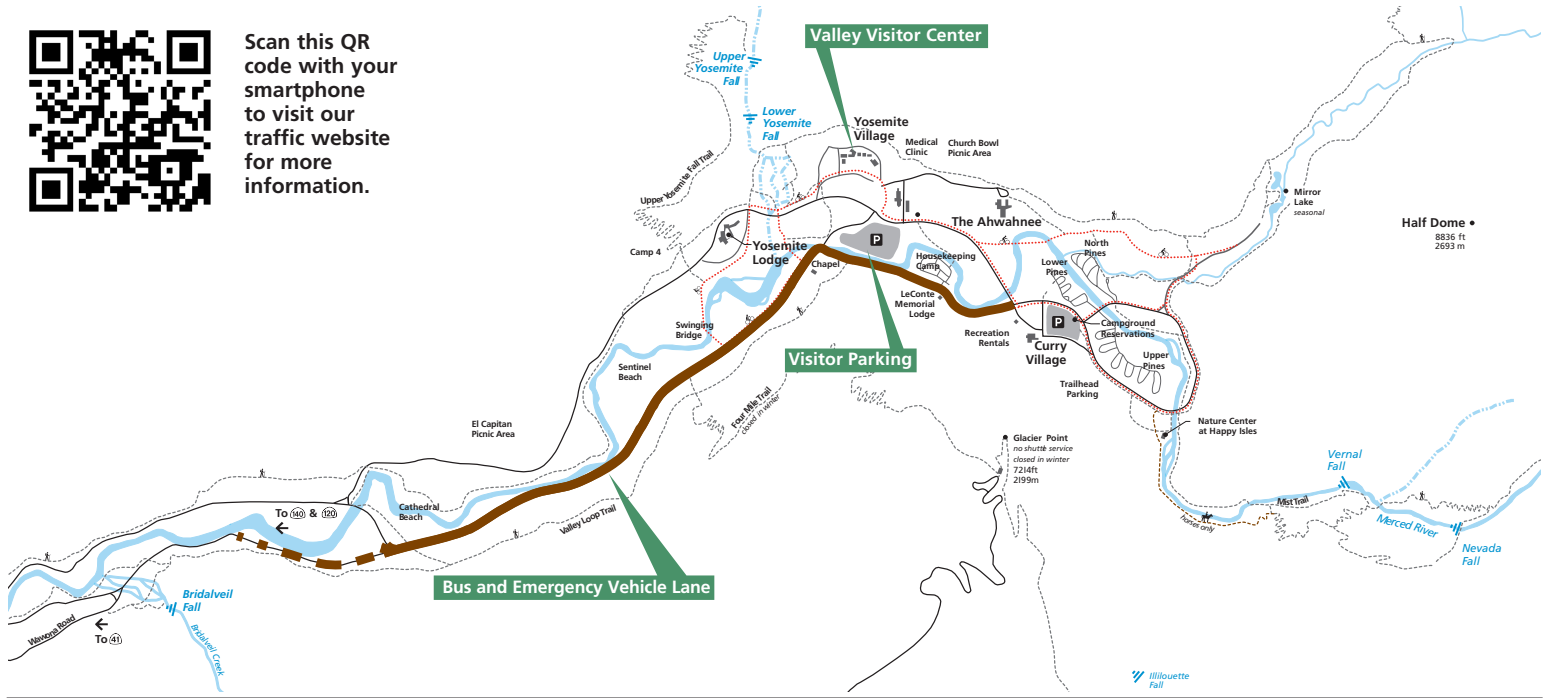 Scan this QR
code with your
smartphone
to visit our
traffic website
for more
information.
Valley Visitor Center
Upper
Yosemite
Fall
Lower
Yosemite
Fall
Yosemite
Village
Medical
Clinic
Church Bowl
Picnic Area
Upper Yosemite Fall Trail
Mirror
Lake
seasonal
Half Dome
8836 ft
2693 m
The Ahwahnee
P
Camp 4
Yosemite
Lodge
Chapel
Housekeeping
Camp
North
Pines
Lower
Pines
LeConte
Memorial
Lodge
Swinging
Bridge
Recreation
Rentals
P
Campground
Reservations
Curry
Village
Upper
Pines
Visitor Parking
Sentinel
Beach
Trailhead
Parking
Four Mile Trail
closed in winter
El Capitan
Picnic Area
Nature Center
at Happy Isles
Glacier Point
no shuttle service
closed in winter
7214ft
2199m
Vernal
Fall
Mist Trail
horses only
Merced River
Nevada
Fall
Cathedral
Beach
To 140 & 120
Valley Loop Trail
Bus and Emergency Vehicle Lane
Bridalveil
Fall
Wawona Road
To 41
Bridalveil Creek
Illilouette
Fall